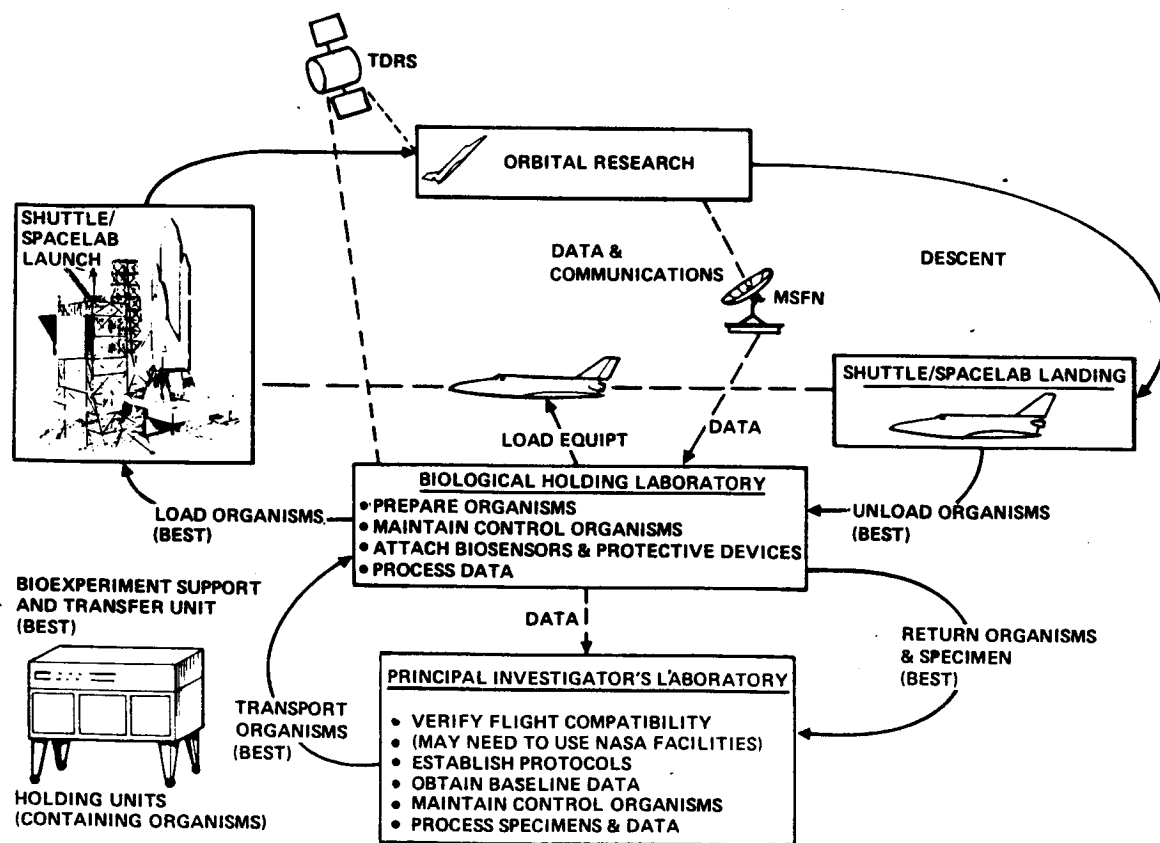 TDRS
ORBITAL RESEARCH
SHUTTLE/
SPACELAB
LAUNCH
DATA &
COMMUNICATIONS
MSFN
DESCENT
SHUTTLE/SPACELAB LANDING
LOAD EQUIPT
DATA
BIOLOGICAL HOLDING LABORATORY
• PREPARE ORGANISMS
• MAINTAIN CONTROL ORGANISMS
• ATTACH BIOSENSORS & PROTECTIVE DEVICES
• PROCESS DATA
LOAD ORGANISMS
(BEST)
UNLOAD ORGANISMS
(BEST)
BIOEXPERIMENT SUPPORT
AND TRANSFER UNIT
(BEST)
HOLDING UNITS
(CONTAINING ORGANISMS)
TRANSPORT
ORGANISMS
(BEST)
DATA
RETURN ORGANISMS
& SPECIMEN
(BEST)
PRINCIPAL INVESTIGATOR'S LABORATORY
• VERIFY FLIGHT COMPATIBILITY
• (MAY NEED TO USE NASA FACILITIES)
• ESTABLISH PROTOCOLS
• OBTAIN BASELINE DATA
• MAINTAIN CONTROL ORGANISMS
• PROCESS SPECIMENS & DATA